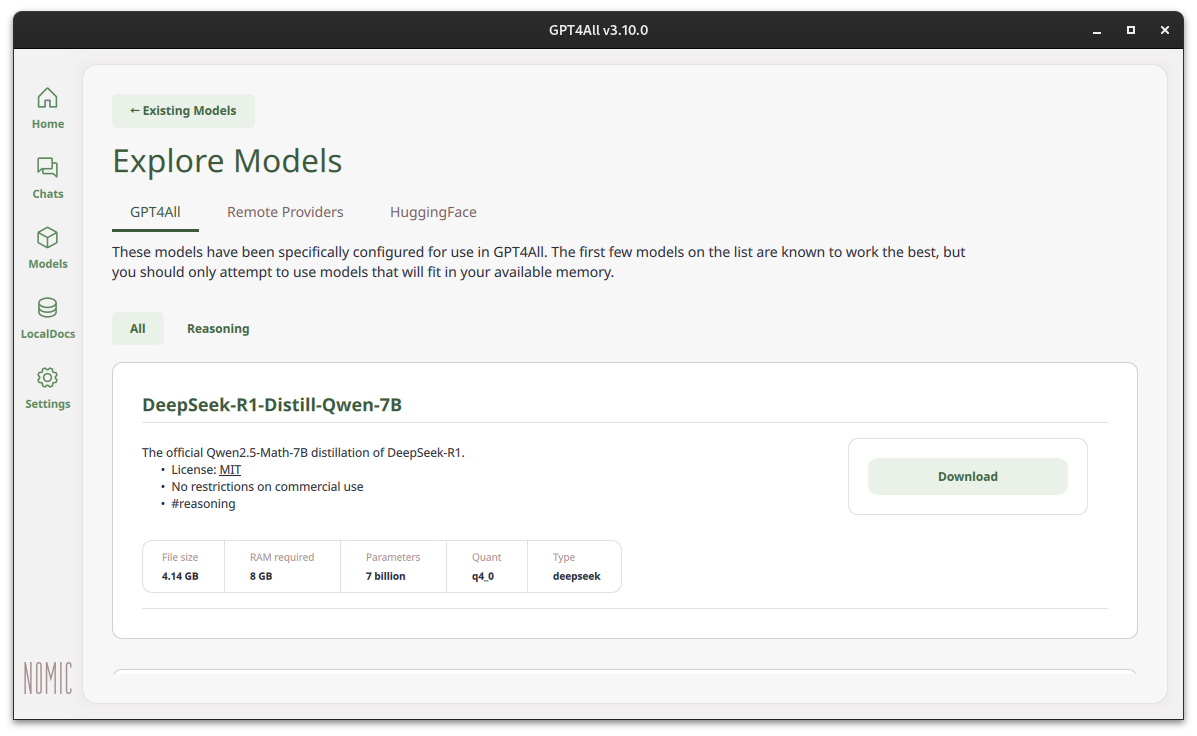 GPT4All v3.10.0
Home
Chats
Models
LocalDocs
Settings
NOMIC
← Existing Models
Explore Models
GPT4All Remote Providers HuggingFace
These models have been specifically configured for use in GPT4All. The first few models on the list are known to work the best, but
you should only attempt to use models that will fit in your available memory.
All Reasoning
DeepSeek-R1-Distill-Qwen-7B
The official Qwen2.5-Math-7B distillation of DeepSeek-R1.
• License: MIT
• No restrictions on commercial use
• #reasoning
Download
File size RAM required Parameters Quant Type
4.14 GB 8 GB 7 billion q4_0 deepseek